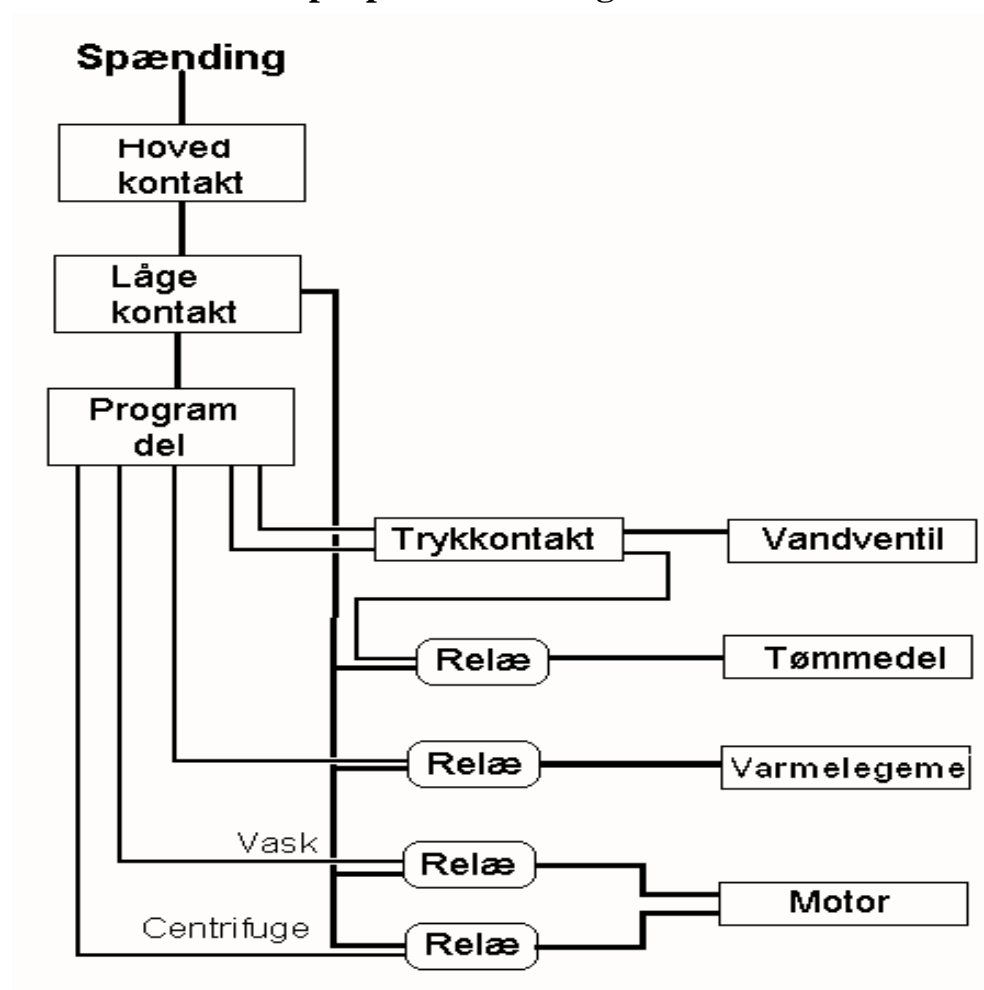 Spænding
Hoved
kontakt
Låge
kontakt
Program
del
Trykkontakt
Vandventil
Relæ
Tømmedel
Relæ
Varmelegeme
Vask
Relæ
Motor
Centrifuge
Relæ